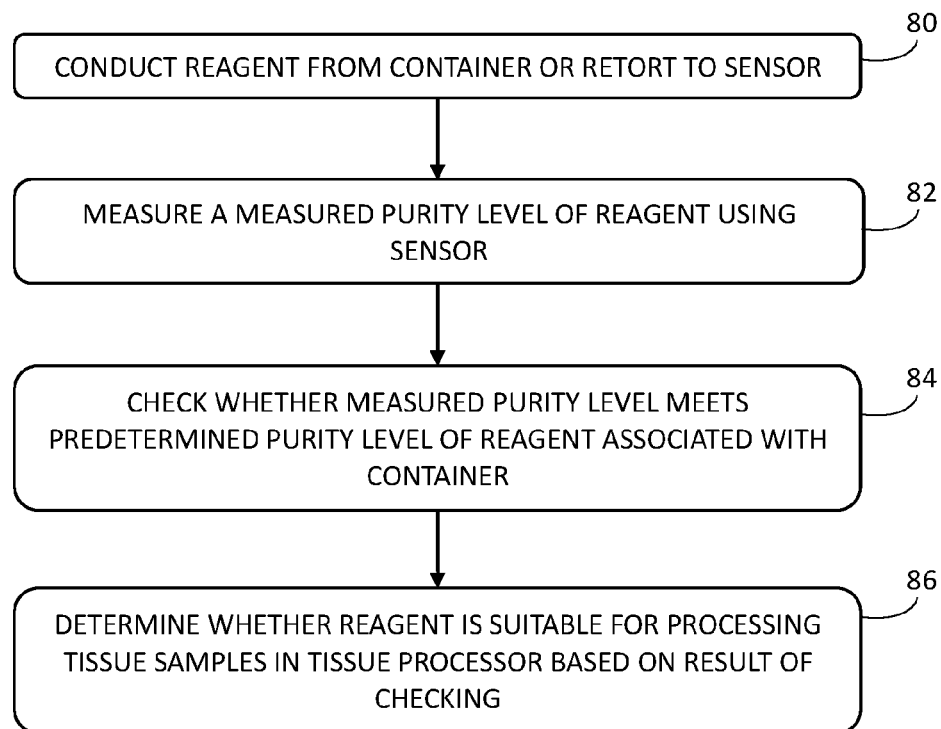 80
CONDUCT REAGENT FROM CONTAINER OR RETORT TO SENSOR
82
MEASURE A MEASURED PURITY LEVEL OF REAGENT USING
SENSOR
84
CHECK WHETHER MEASURED PURITY LEVEL MEETS
PREDETERMINED PURITY LEVEL OF REAGENT ASSOCIATED WITH
CONTAINER
86
DETERMINE WHETHER REAGENT IS SUITABLE FOR PROCESSING
TISSUE SAMPLES IN TISSUE PROCESSOR BASED ON RESULT OF
CHECKING